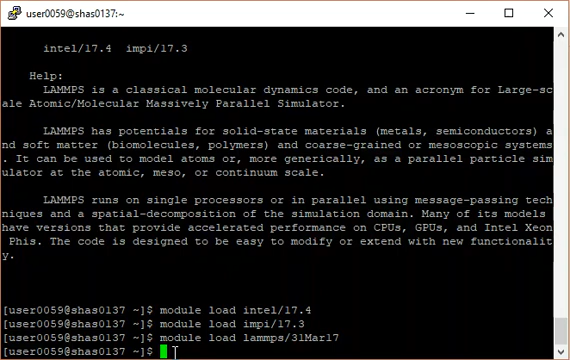 user0059@shas0137:~
intel/17.4  impi/17.3
Help:
LAMMPS is a classical molecular dynamics code, and an acronym for Large-sc
ale Atomic/Molecular Massively Parallel Simulator.
LAMMPS has potentials for solid-state materials (metals, semiconductors) a
nd soft matter (biomolecules, polymers) and coarse-grained or mesoscopic systems
. It can be used to model atoms or, more generically, as a parallel particle sim
ulator at the atomic, meso, or continuum scale.
LAMMPS runs on single processors or in parallel using message-passing tech
niques and a spatial-decomposition of the simulation domain. Many of its models
have versions that provide accelerated performance on CPUs, GPUs, and Intel Xeon
Phis. The code is designed to be easy to modify or extend with new functionalit
y.
[user0059@shas0137 ~]$ module load intel/17.4
[user0059@shas0137 ~]$ module load impi/17.3
[user0059@shas0137 ~]$ module load lammps/31Mar17
[user0059@shas0137 ~]$